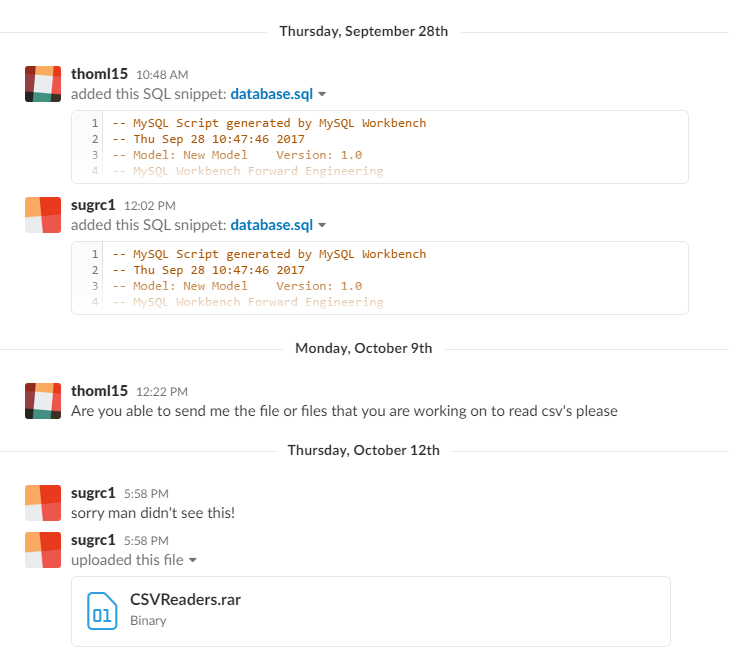 Thursday, September 28th
thoml15 10:48 AM
added this SQL snippet: database.sql
1 -- MySQL Script generated by MySQL Workbench
2 -- Thu Sep 28 10:47:46 2017
3 -- Model: New Model    Version: 1.0
4 -- MySQL Workbench Forward Engineering
sugrc1 12:02 PM
added this SQL snippet: database.sql
1 -- MySQL Script generated by MySQL Workbench
2 -- Thu Sep 28 10:47:46 2017
3 -- Model: New Model    Version: 1.0
4 -- MySQL Workbench Forward Engineering
Monday, October 9th
thoml15 12:22 PM
Are you able to send me the file or files that you are working on to read csv's please
Thursday, October 12th
sugrc1 5:58 PM
sorry man didn't see this!
sugrc1 5:58 PM
uploaded this file
01
CSVReaders.rar
Binary